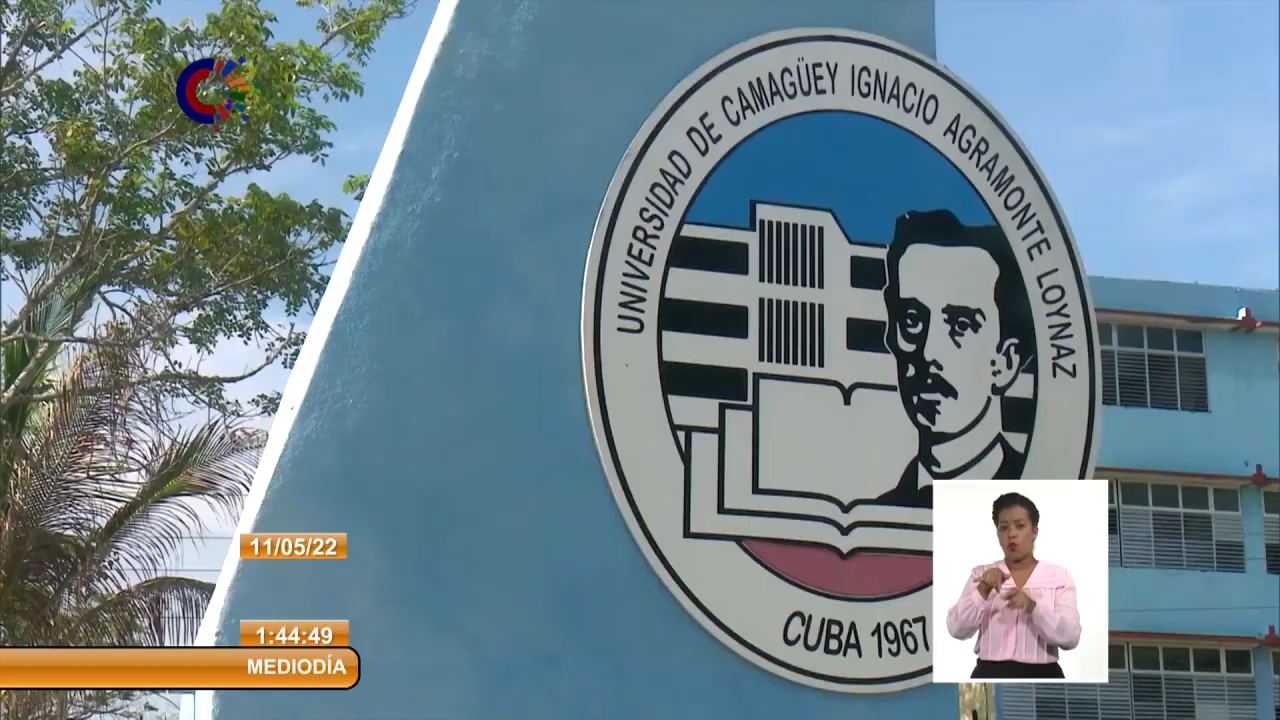 UNIVERSIDAD DE CAMAGÜEY IGNACIO AGRAMONTE LOYNAZ
CUBA 1967
11/05/22
1:44:49
MEDIODÍA